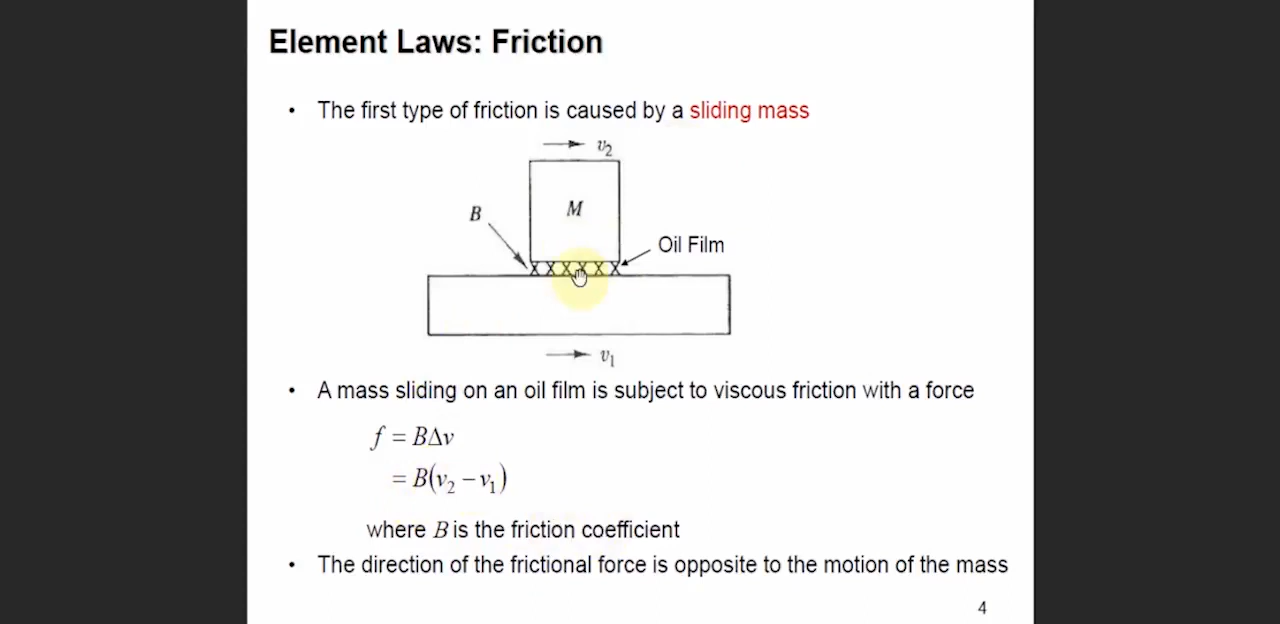 Element Laws: Friction
• The first type of friction is caused by a sliding mass
v₂
M
B
Oil Film
v₁
• A mass sliding on an oil film is subject to viscous friction with a force
f = BΔv
= B(v₂ − v₁)
where B is the friction coefficient
• The direction of the frictional force is opposite to the motion of the mass
4